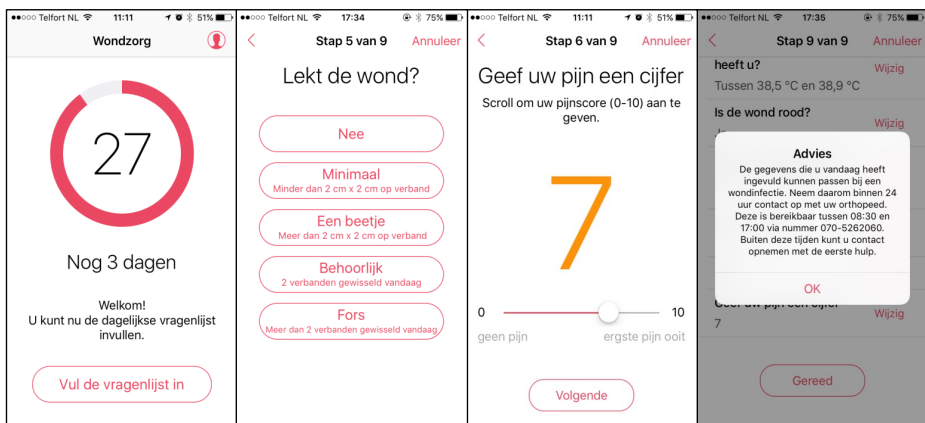 ●●○○○ Telfort NL 11:11 51%
Wondzorg
27
Nog 3 dagen
Welkom!
U kunt nu de dagelijkse vragenlijst
invullen.
Vul de vragenlijst in
●●○○○ Telfort NL 17:34 75%
< Stap 5 van 9 Annuleer
Lekt de wond?
Nee
Minimaal
Minder dan 2 cm x 2 cm op verband
Een beetje
Meer dan 2 cm x 2 cm op verband
Behoorlijk
2 verbanden gewisseld vandaag
Fors
Meer dan 2 verbanden gewisseld vandaag
●●○○○ Telfort NL 11:11 51%
< Stap 6 van 9 Annuleer
Geef uw pijn een cijfer
Scroll om uw pijnscore (0-10) aan te
geven.
7
0 10
geen pijn ergste pijn ooit
Volgende
●●○○○ Telfort NL 17:35 75%
< Stap 9 van 9 Annuleer
heeft u? Wijzig
Tussen 38,5 °C en 38,9 °C
Is de wond rood?
Wijzig
Advies
De gegevens die u vandaag heeft
ingevuld kunnen passen bij een
wondinfectie. Neem daarom binnen 24
uur contact op met uw orthopeed.
Deze is bereikbaar tussen 08:30 en
17:00 via nummer 070-5262060.
Buiten deze tijden kunt u contact
opnemen met de eerste hulp.
OK
Geef uw pijn een cijfer
Wijzig
7
Gereed